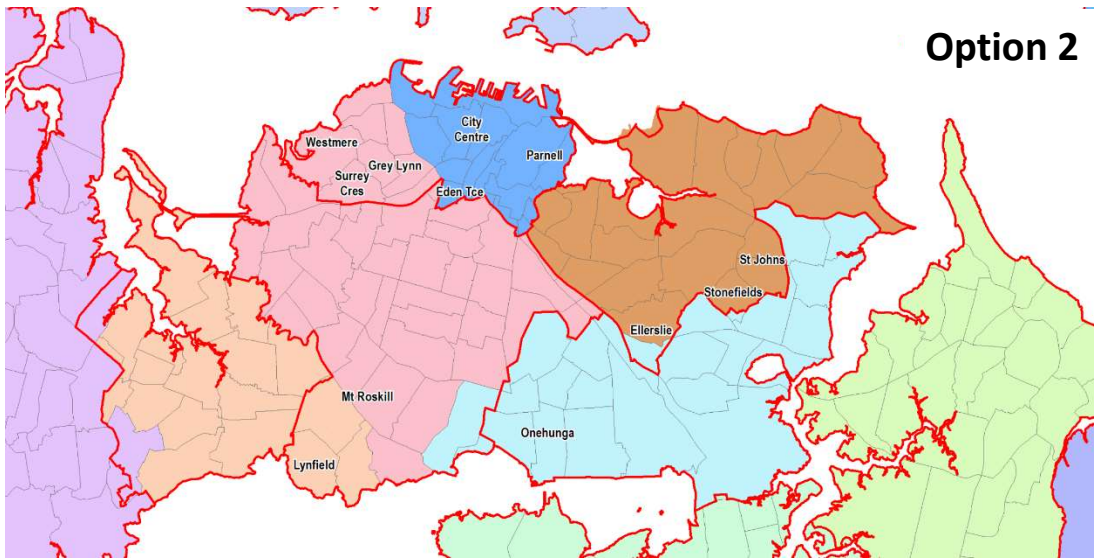 Option 2
City
Centre
Westmere
Parnell
Grey Lynn
Surrey
Cres
Eden Tce
St Johns
Stonefields
Ellerslie
Mt Roskill
Onehunga
Lynfield